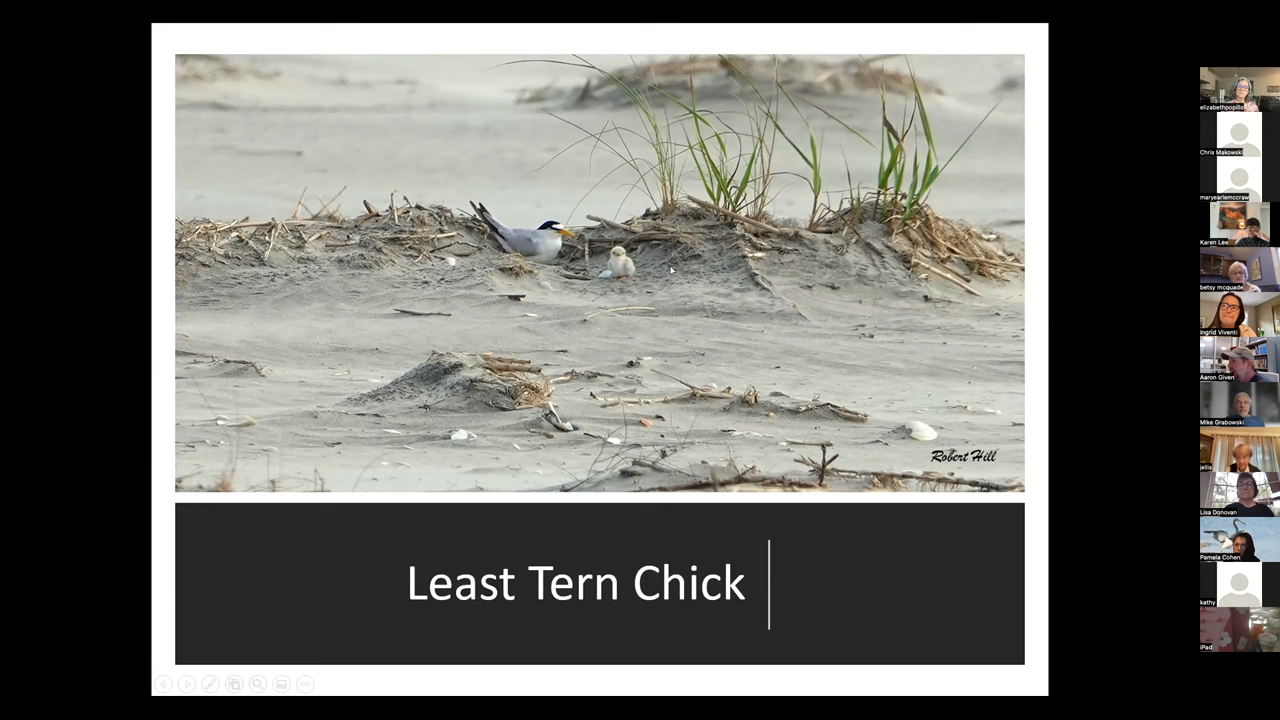 Robert Hill
Least Tern Chick
elizabethpopillo
Chris Makowski
maryearlemccraw
Karen Lee
betsy mcquade
Ingrid Viventi
Aaron Given
Mike Grabowski
jellis
Lisa Donovan
Pamela Cohen
kathy
iPad